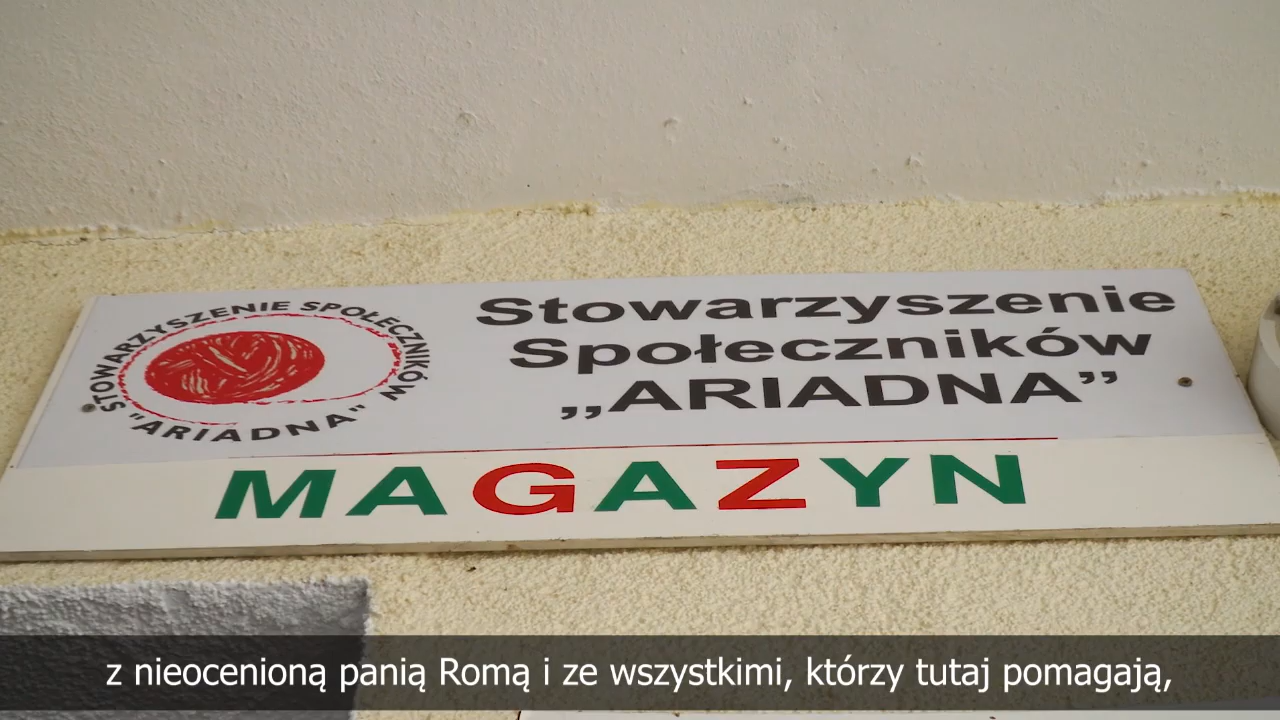 STOWARZYSZENIE SPOŁECZNIKÓW
"ARIADNA"
Stowarzyszenie
Społeczników
„ARIADNA”
MAGAZYN
z nieocenioną panią Romą i ze wszystkimi, którzy tutaj pomagają,